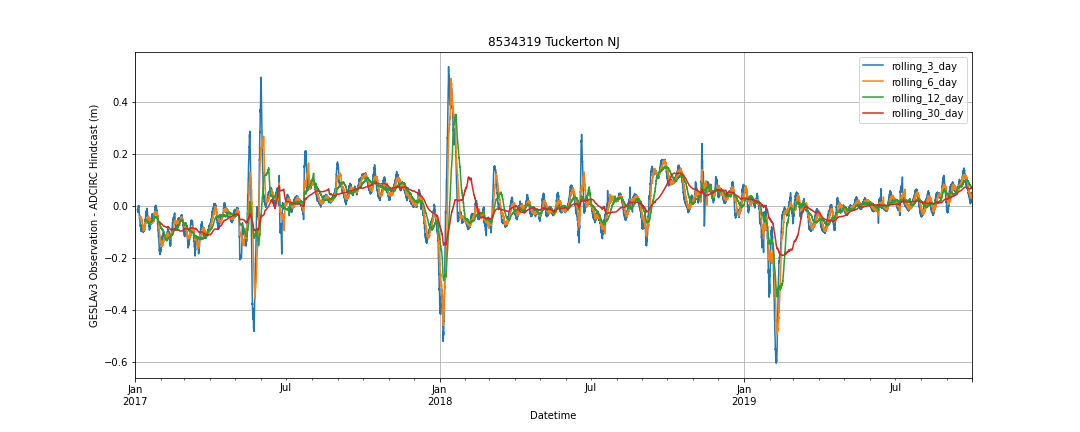 8534319 Tuckerton NJ
GESLAv3 Observation - ADCIRC Hindcast (m)
0.4
0.2
0.0
−0.2
−0.4
−0.6
rolling_3_day
rolling_6_day
rolling_12_day
rolling_30_day
Jan
2017
Jul
Jan
2018
Jul
Jan
2019
Jul
Datetime